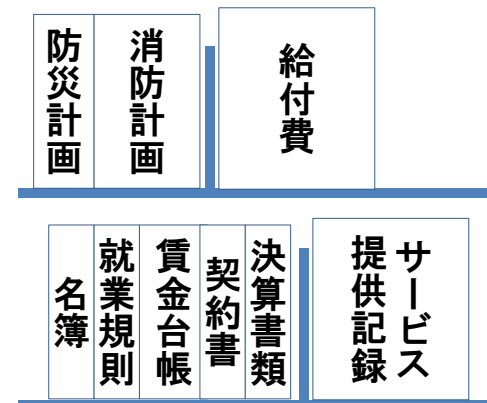 防災計画
消防計画
給付費
名簿
就業規則
賃金台帳
契約書
決算書類
サービス
提供記録